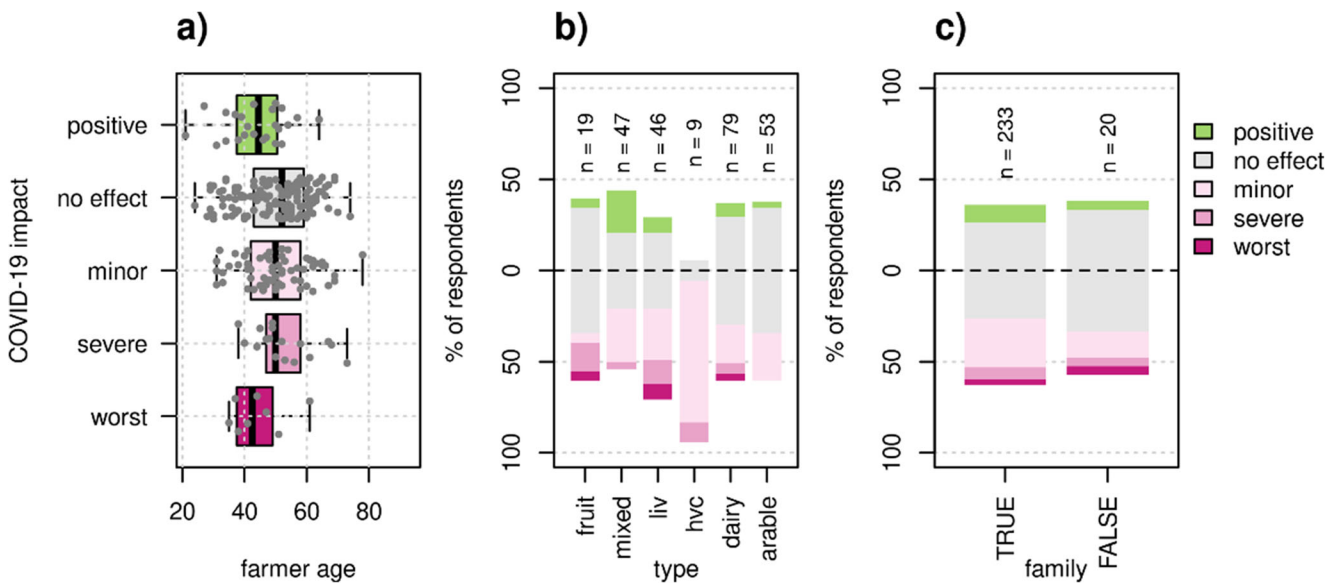 a)
COVID-19 impact
positive
no effect
minor
severe
worst
20 40 60 80
farmer age
b)
% of respondents
100
50
0
50
100
n = 19
n = 47
n = 46
n = 9
n = 79
n = 53
fruit
mixed
liv
hvc
dairy
arable
type
c)
% of respondents
100
50
0
50
100
n = 233
n = 20
TRUE
FALSE
family
positive
no effect
minor
severe
worst